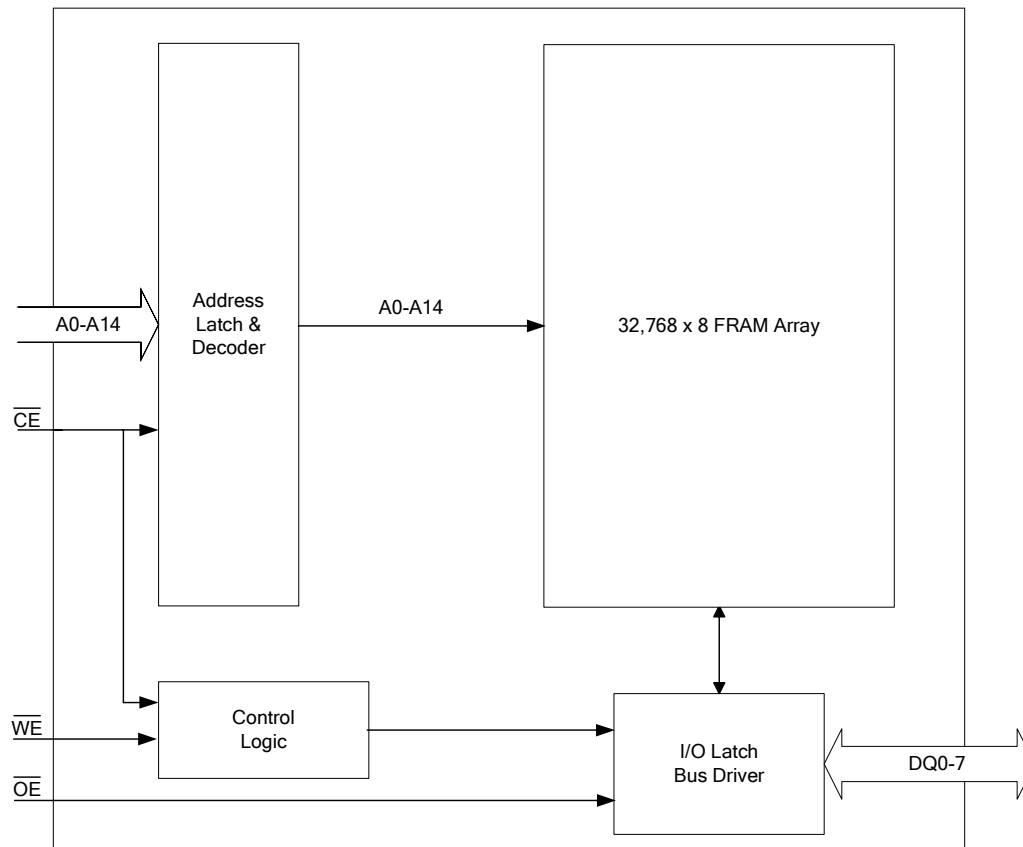 Address
Latch &
Decoder
A0-A14
A0-A14
32,768 x 8 FRAM Array
CE
Control
Logic
WE
I/O Latch
Bus Driver
DQ0-7
OE